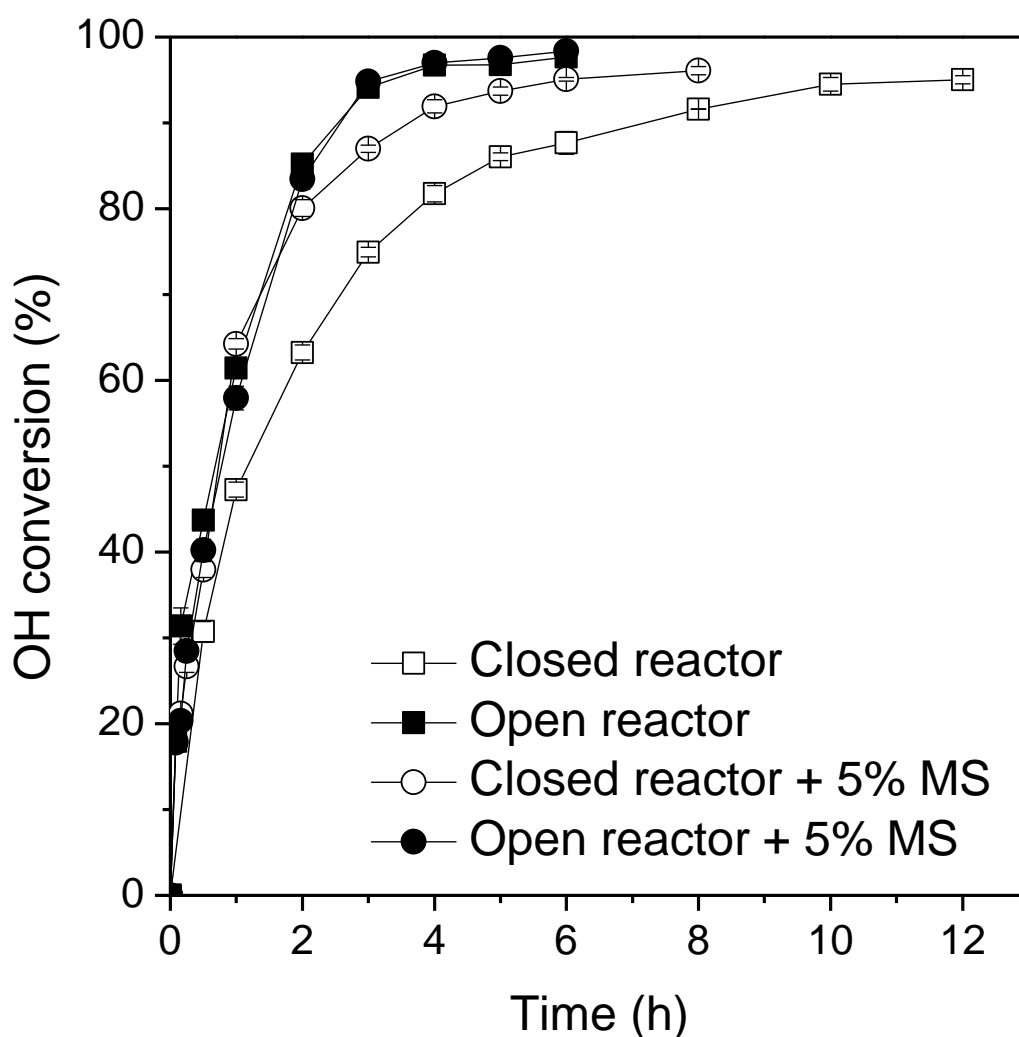 100
80
60
40
20
0
OH conversion (%)
Closed reactor
Open reactor
Closed reactor + 5% MS
Open reactor + 5% MS
0 2 4 6 8 10 12
Time (h)